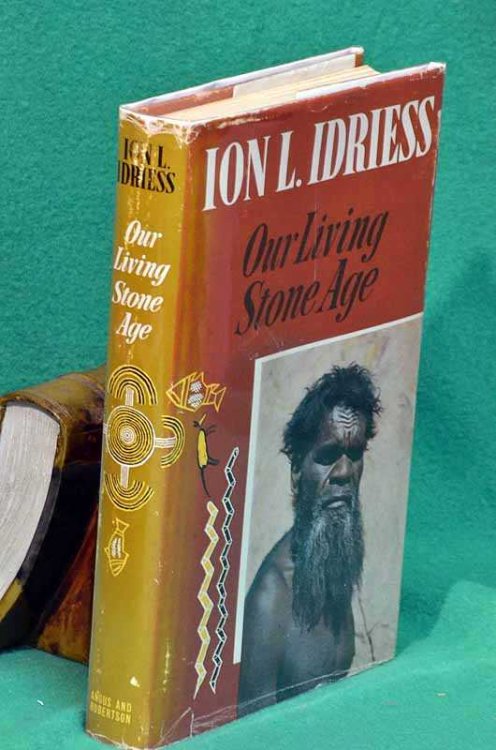 ION L.
IDRIESS
Our
Living
Stone
Age
ANGUS AND
ROBERTSON
ION L. IDRIESS
Our Living
Stone Age